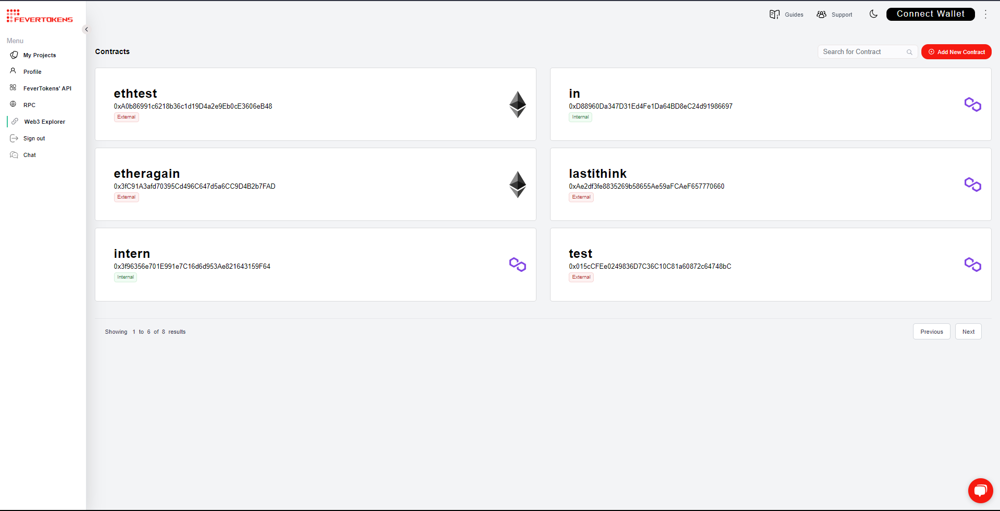 FEVERTOKENS
Guides
Support
Connect Wallet
Menu
My Projects
Profile
FeverTokens' API
RPC
Web3 Explorer
Sign out
Chat
Contracts
Search for Contract
Add New Contract
ethtest
0xA0b86991c6218b36c1d19D4a2e9Eb0cE3606eB48
External
in
0xD88960Da347D31Ed4Fe1Da64BD8eC24d91986697
Internal
etheragain
0x3fC91A3afd70395Cd496C647d5a6CC9D4B2b7FAD
External
lastithink
0xAe2df3fe8835269b58655Ae59aFCAeF657770660
External
intern
0x3f96356e701E991e7C16d6d953Ae821643159F64
Internal
test
0x015cCFEe0249836D7C36C10C81a60872c64748bC
External
Showing 1 to 6 of 8 results
Previous
Next